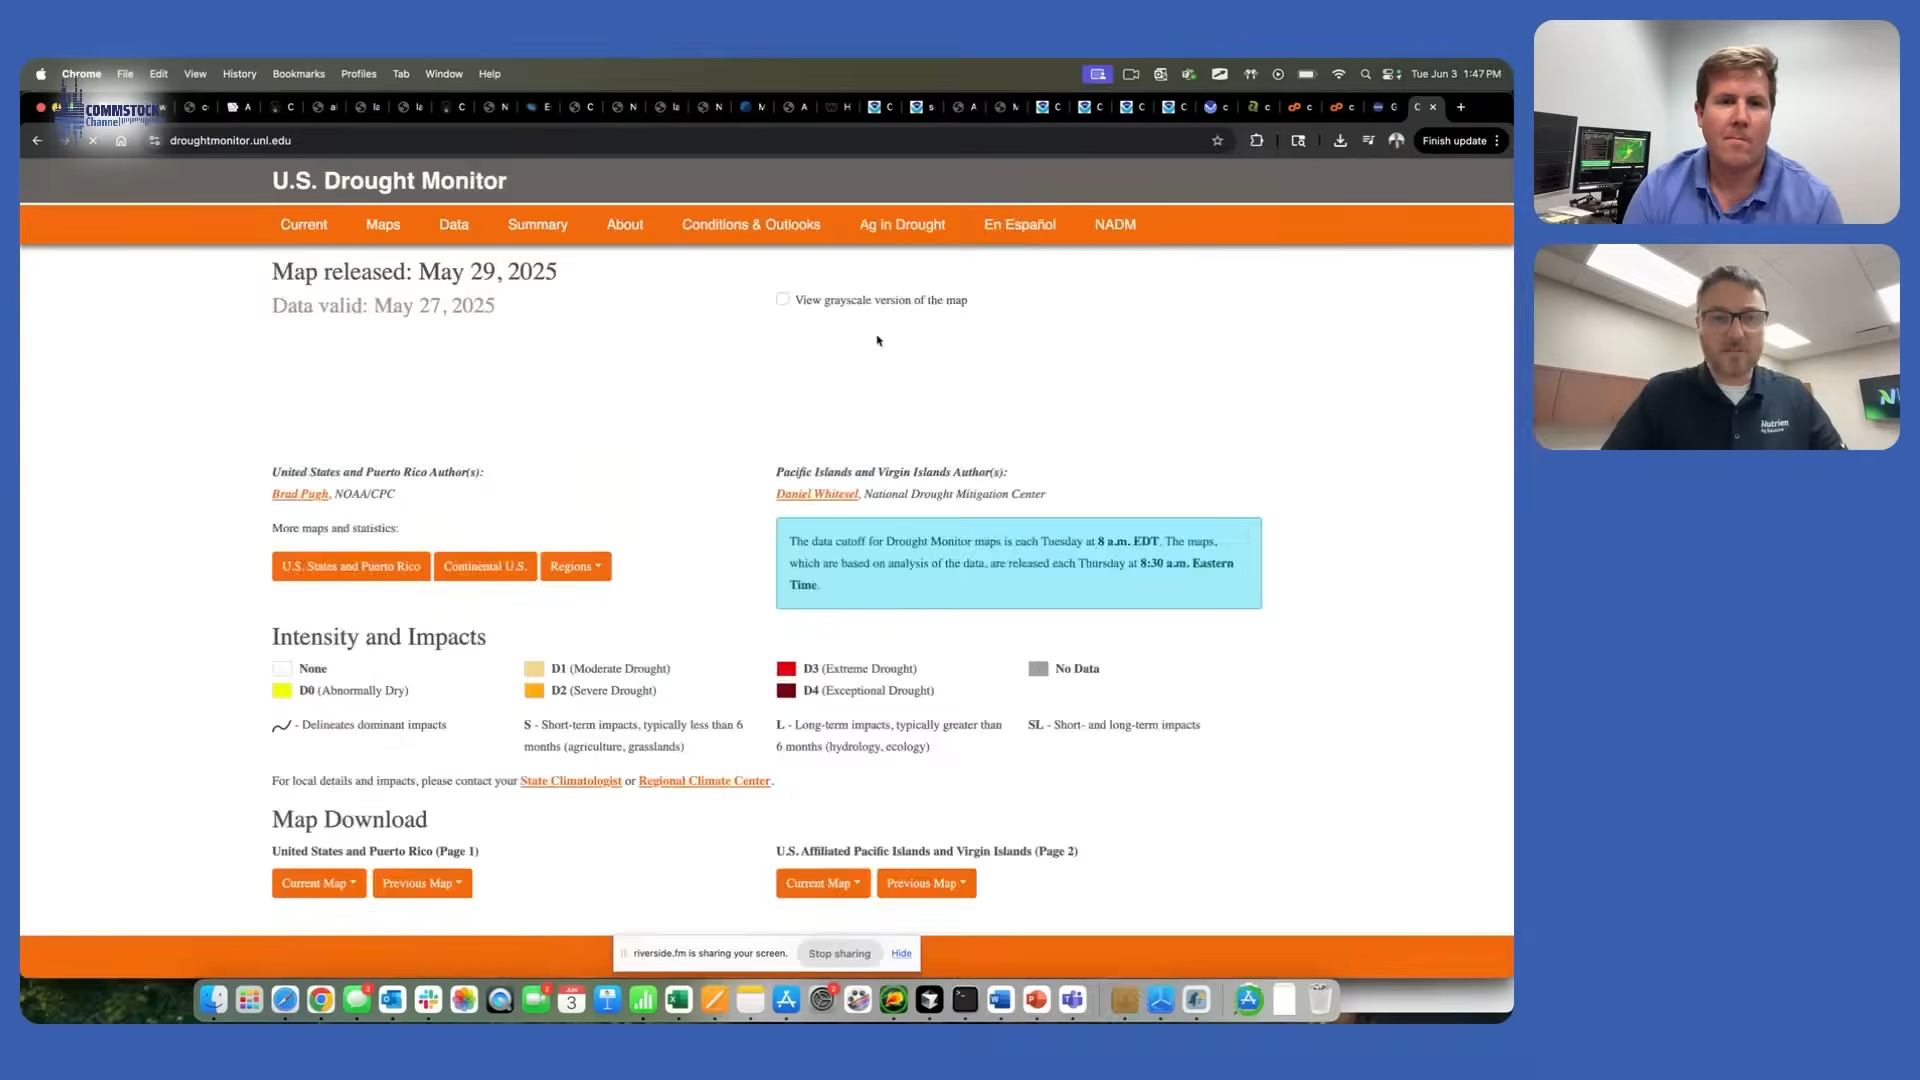 Chrome File Edit View History Bookmarks Profiles Tab Window Help
Tue Jun 3 1:47 PM
COMMSTOCK
Channel
droughtmonitor.unl.edu
Finish update
U.S. Drought Monitor
Current Maps Data Summary About Conditions & Outlooks Ag in Drought En Español NADM
Map released: May 29, 2025
Data valid: May 27, 2025
View grayscale version of the map
United States and Puerto Rico Author(s):
Brad Pugh, NOAA/CPC
Pacific Islands and Virgin Islands Author(s):
Daniel Whitesel, National Drought Mitigation Center
More maps and statistics:
U.S. States and Puerto Rico Continental U.S. Regions
The data cutoff for Drought Monitor maps is each Tuesday at 8 a.m. EDT. The maps,
which are based on analysis of the data, are released each Thursday at 8:30 a.m. Eastern
Time.
Intensity and Impacts
None
D0 (Abnormally Dry)
D1 (Moderate Drought)
D2 (Severe Drought)
D3 (Extreme Drought)
D4 (Exceptional Drought)
No Data
- Delineates dominant impacts
S - Short-term impacts, typically less than 6
months (agriculture, grasslands)
L - Long-term impacts, typically greater than
6 months (hydrology, ecology)
SL - Short- and long-term impacts
For local details and impacts, please contact your State Climatologist or Regional Climate Center.
Map Download
United States and Puerto Rico (Page 1)
Current Map Previous Map
U.S. Affiliated Pacific Islands and Virgin Islands (Page 2)
Current Map Previous Map
riverside.fm is sharing your screen. Stop sharing Hide
JUN
3
Nutrien
Ag Solutions